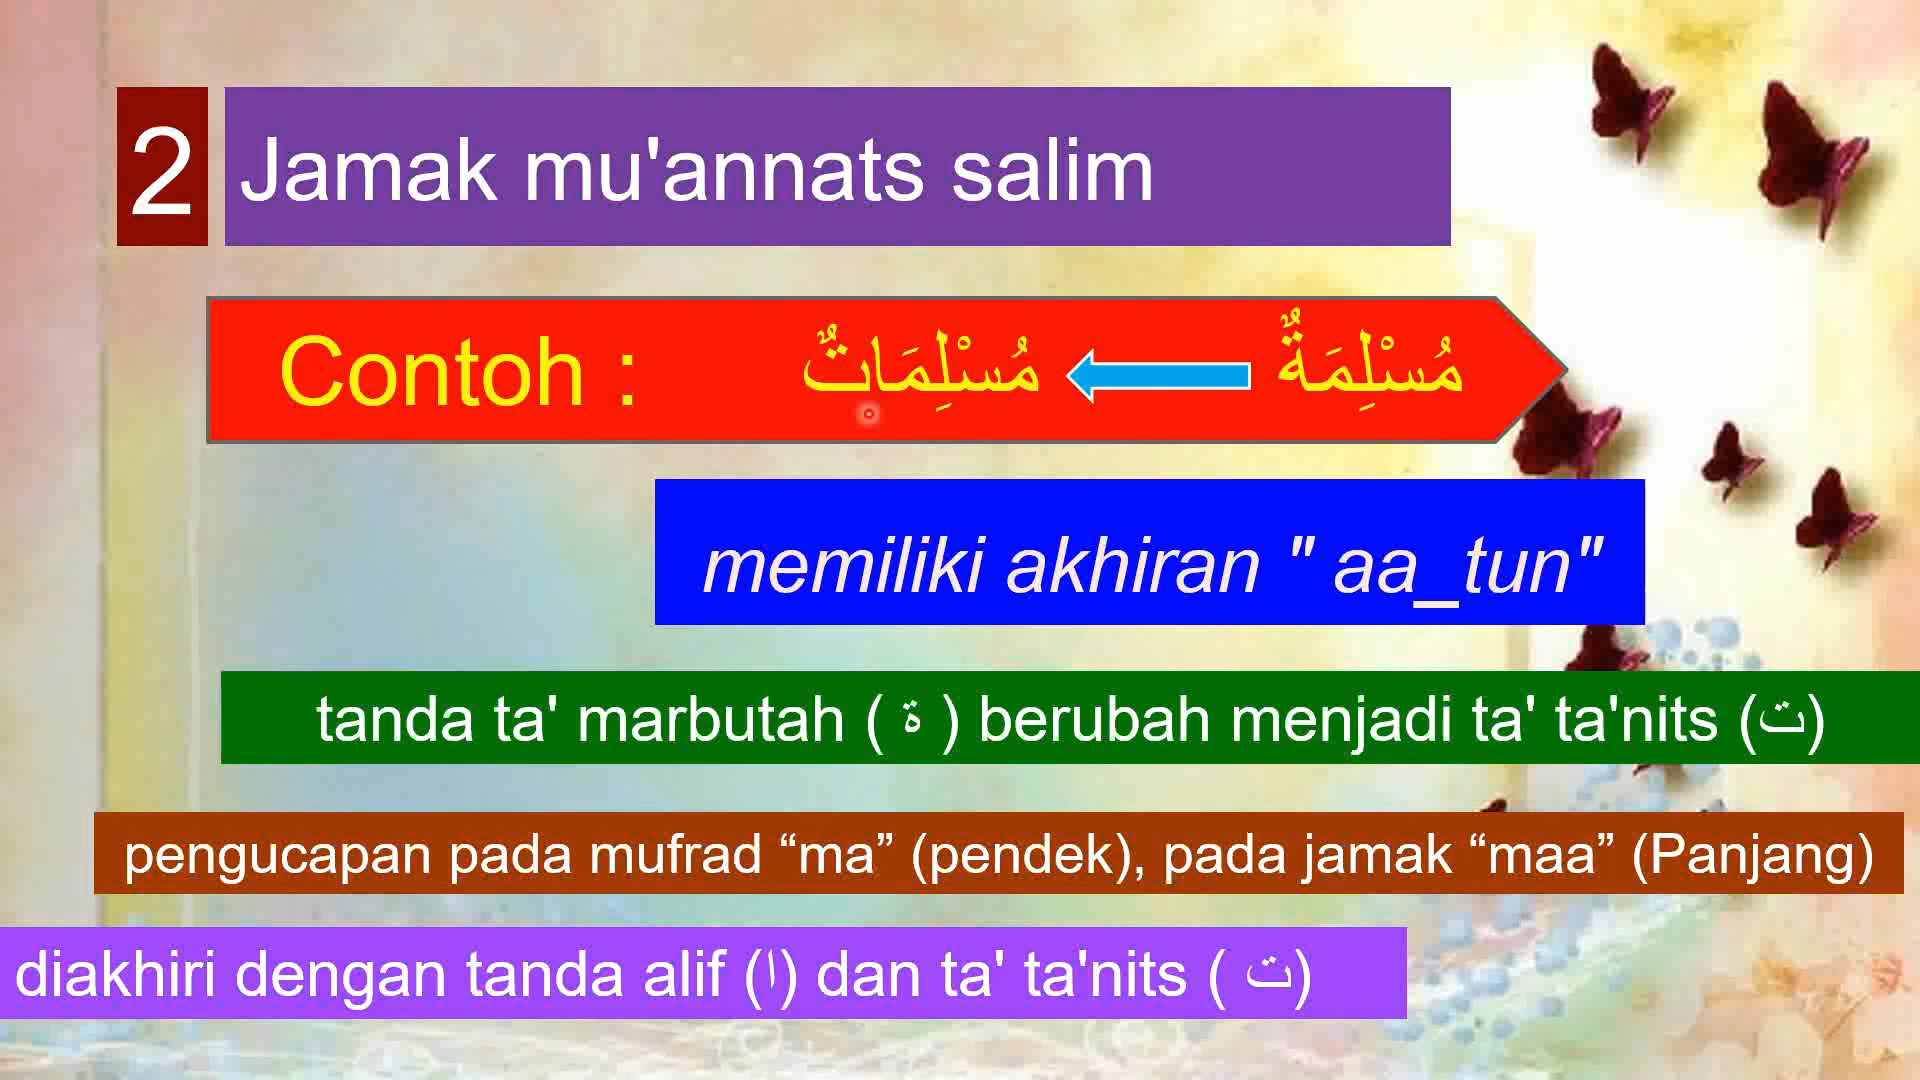 2 Jamak mu'annats salim
Contoh : مُسْلِمَةٌ مُسْلِمَاتٌ
memiliki akhiran " aa_tun"
tanda ta' marbutah ( ة ) berubah menjadi ta' ta'nits (ت)
pengucapan pada mufrad “ma” (pendek), pada jamak “maa” (Panjang)
diakhiri dengan tanda alif (ا) dan ta' ta'nits ( ت)